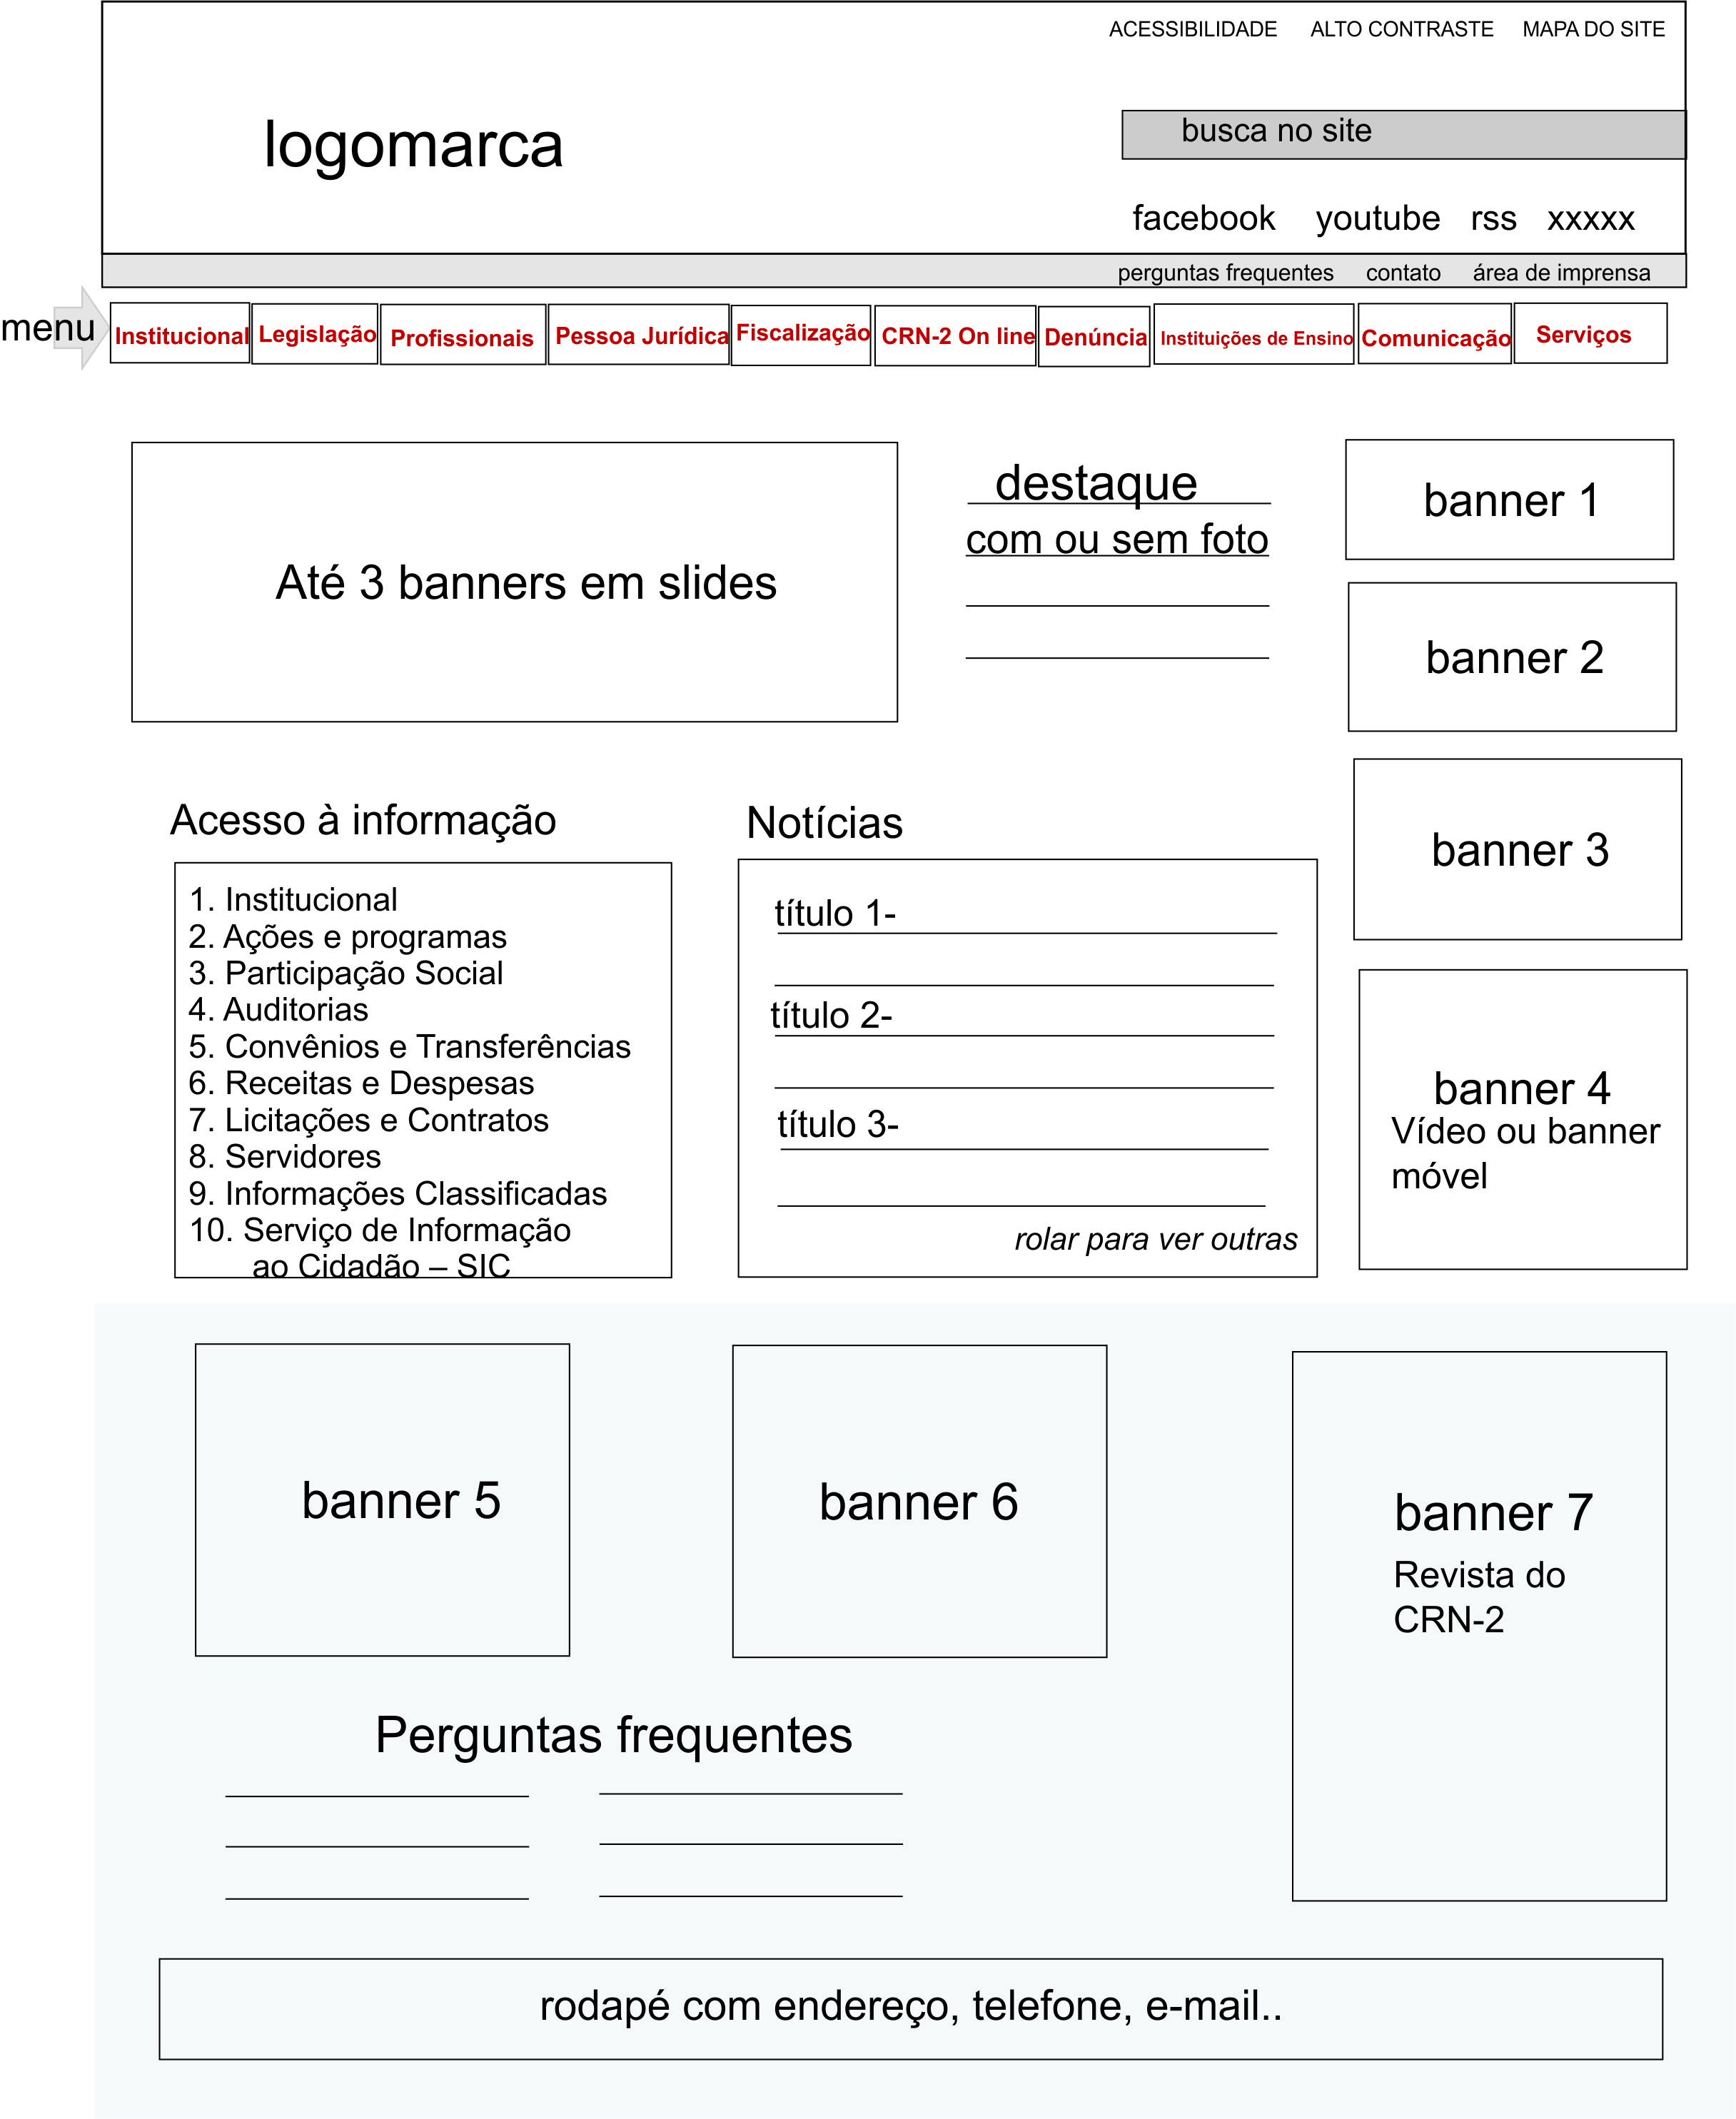 ACESSIBILIDADE ALTO CONTRASTE MAPA DO SITE
logomarca
busca no site
facebook youtube rss xxxxx
perguntas frequentes contato área de imprensa
menu
Institucional Legislação Profissionais Pessoa Jurídica Fiscalização CRN-2 On line Denúncia Instituições de Ensino Comunicação Serviços
Até 3 banners em slides
destaque
com ou sem foto
banner 1
banner 2
banner 3
banner 4
Vídeo ou banner
móvel
Acesso à informação
1. Institucional
2. Ações e programas
3. Participação Social
4. Auditorias
5. Convênios e Transferências
6. Receitas e Despesas
7. Licitações e Contratos
8. Servidores
9. Informações Classificadas
10. Serviço de Informação
ao Cidadão – SIC
Notícias
título 1-
título 2-
título 3-
rolar para ver outras
banner 5
banner 6
banner 7
Revista do
CRN-2
Perguntas frequentes
rodapé com endereço, telefone, e-mail..